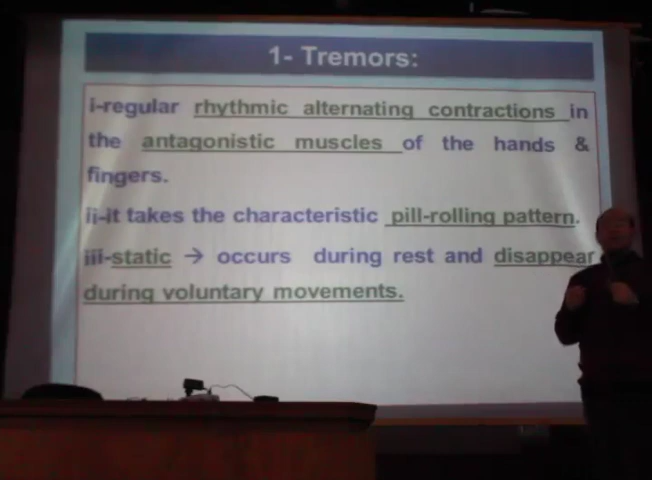 1- Tremors:
i-regular rhythmic alternating contractions in
the antagonistic muscles of the hands &
fingers.
ii-it takes the characteristic pill-rolling pattern.
iii-static → occurs during rest and disappear
during voluntary movements.